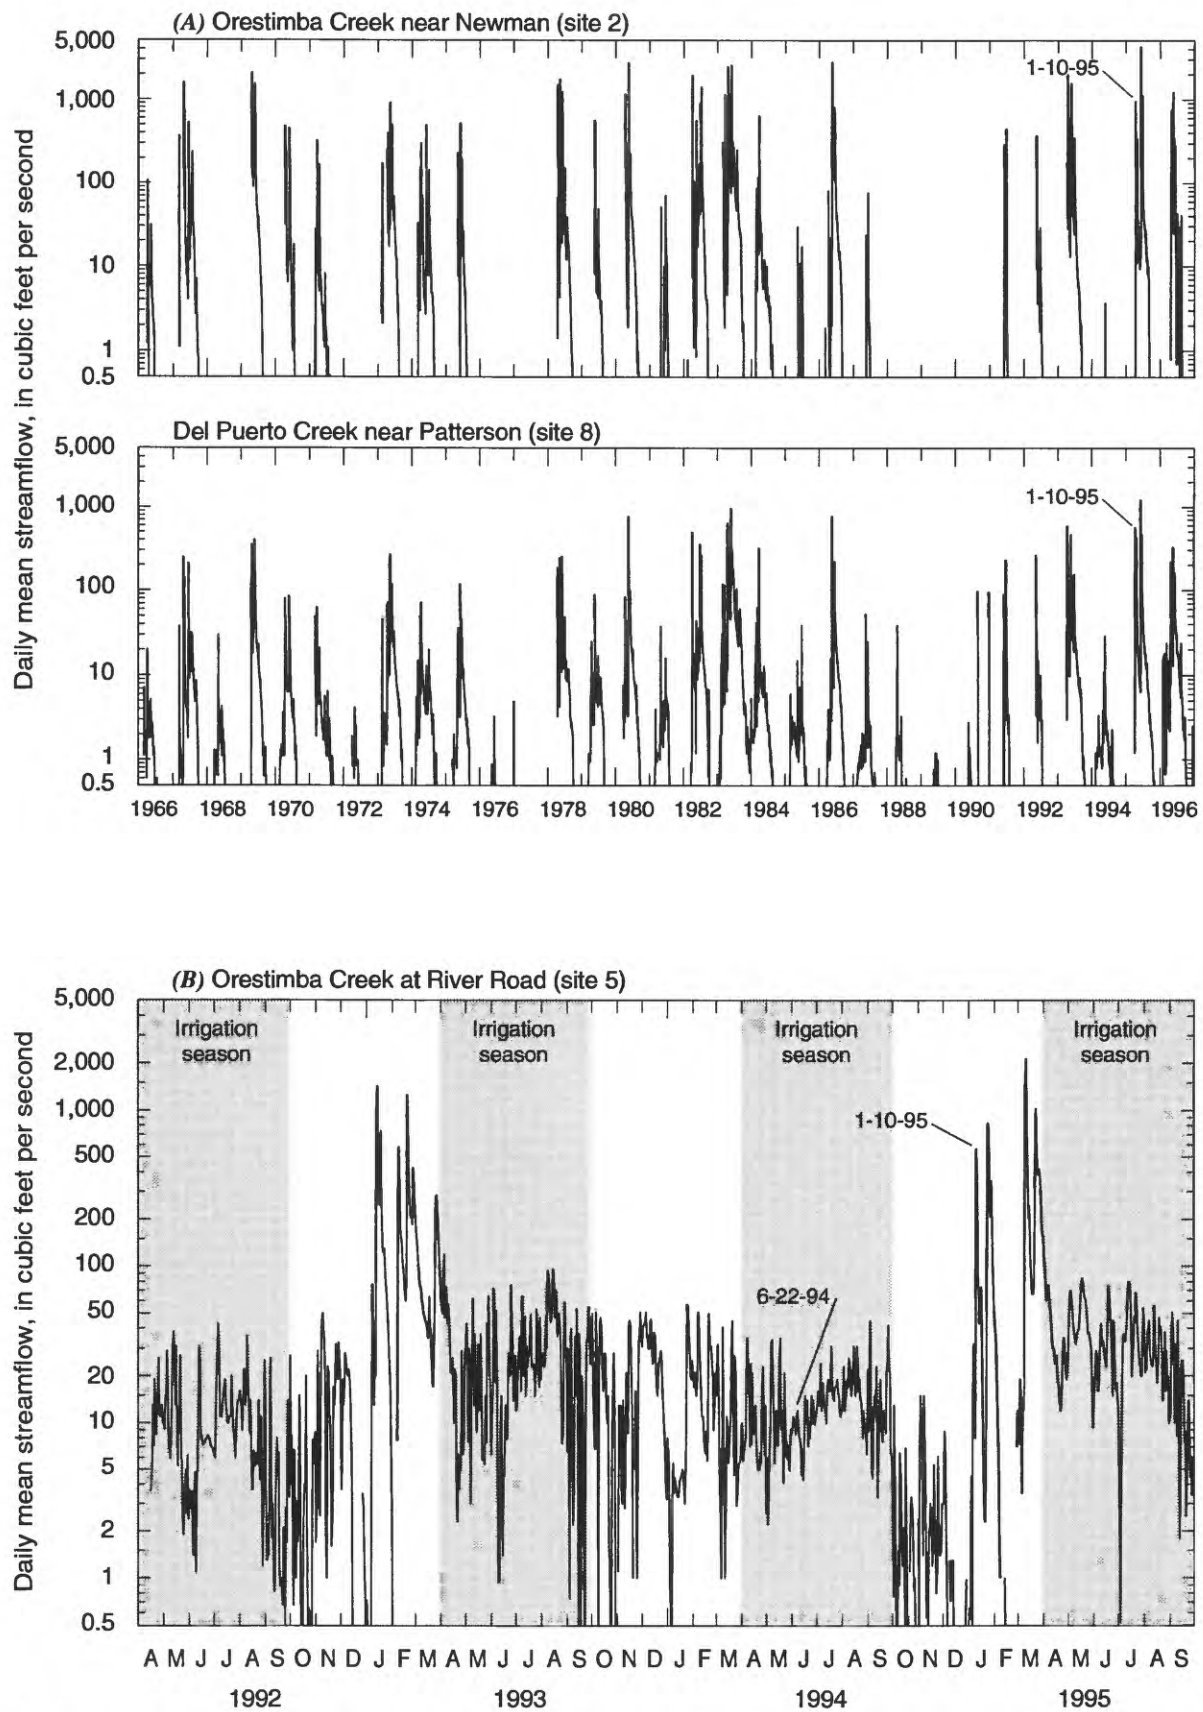 (A) Orestimba Creek near Newman (site 2)
5,000
1,000
100
10
1
0.5
1-10-95
Daily mean streamflow, in cubic feet per second
Del Puerto Creek near Patterson (site 8)
5,000
1,000
100
10
1
0.5
1-10-95
1966 1968 1970 1972 1974 1976 1978 1980 1982 1984 1986 1988 1990 1992 1994 1996
(B) Orestimba Creek at River Road (site 5)
5,000
2,000
1,000
500
200
100
50
20
10
5
2
1
0.5
Daily mean streamflow, in cubic feet per second
Irrigation
season
Irrigation
season
Irrigation
season
Irrigation
season
1-10-95
6-22-94
A M J J A S O N D J F M A M J J A S O N D J F M A M J J A S O N D J F M A M J J A S
1992 1993 1994 1995